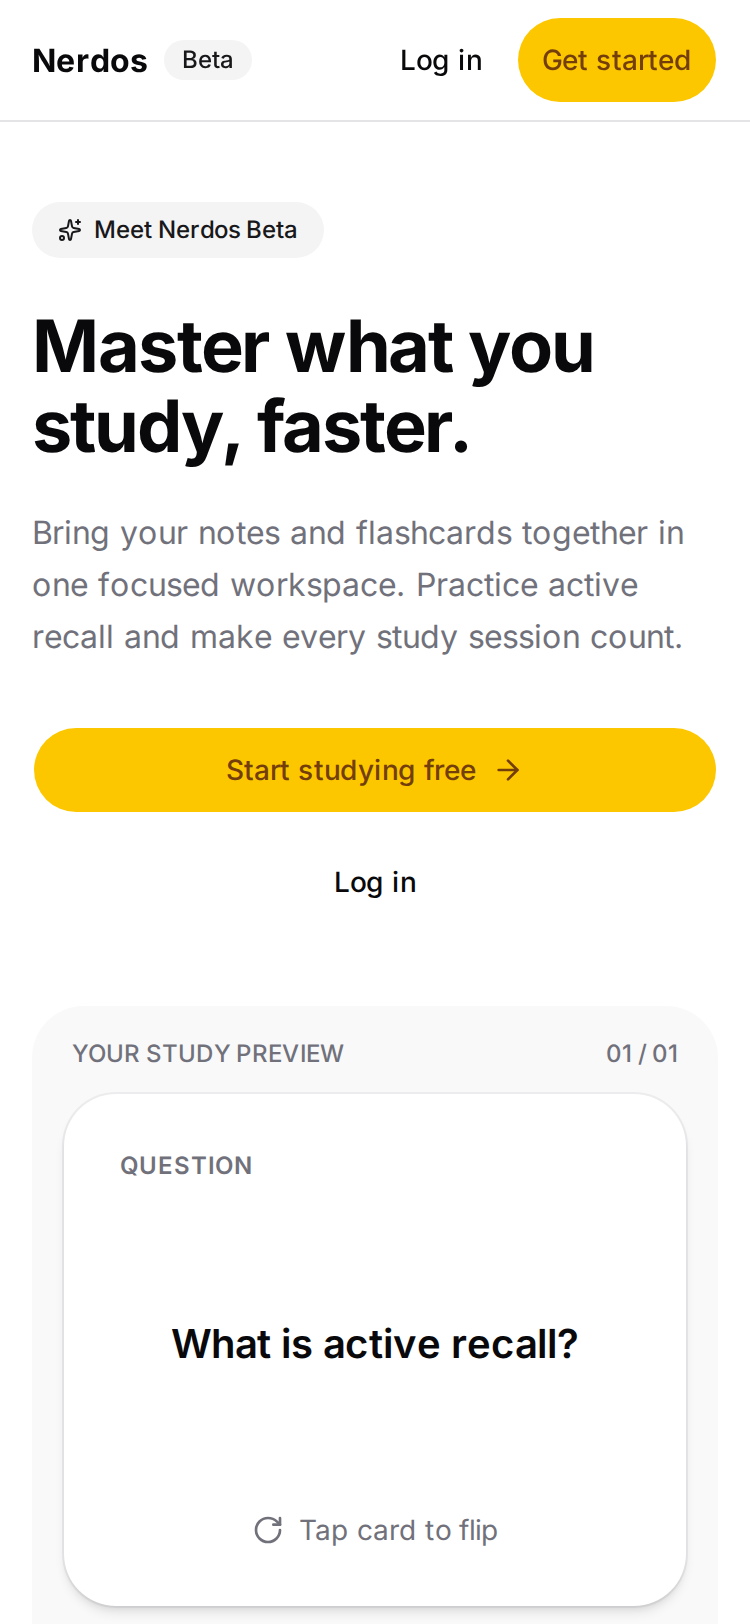 Nerdos Beta Log in Get started
Meet Nerdos Beta
Master what you
study, faster.
Bring your notes and flashcards together in
one focused workspace. Practice active
recall and make every study session count.
Start studying free →
Log in
YOUR STUDY PREVIEW 01 / 01
QUESTION
What is active recall?
Tap card to flip